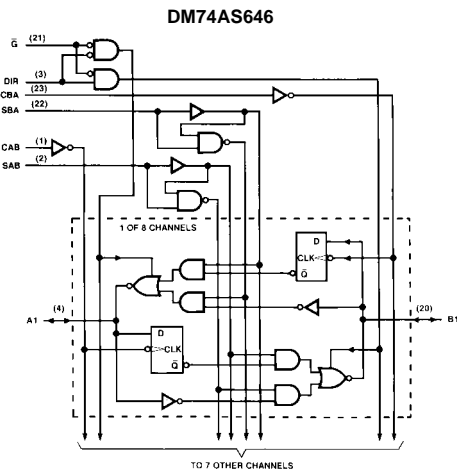 DM74AS646
G̅ (21)
DIR (3)
CBA (23)
SBA (22)
CAB (1)
SAB (2)
1 OF 8 CHANNELS
D
CLK
Q̅
A1 (4)
(20) B1
D
CLK
Q̅
TO 7 OTHER CHANNELS